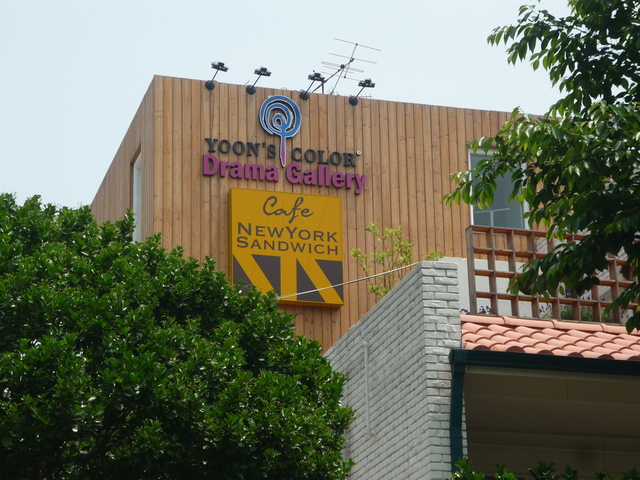 YOON'S COLOR
Drama Gallery
Cafe
NEWYORK
SANDWICH